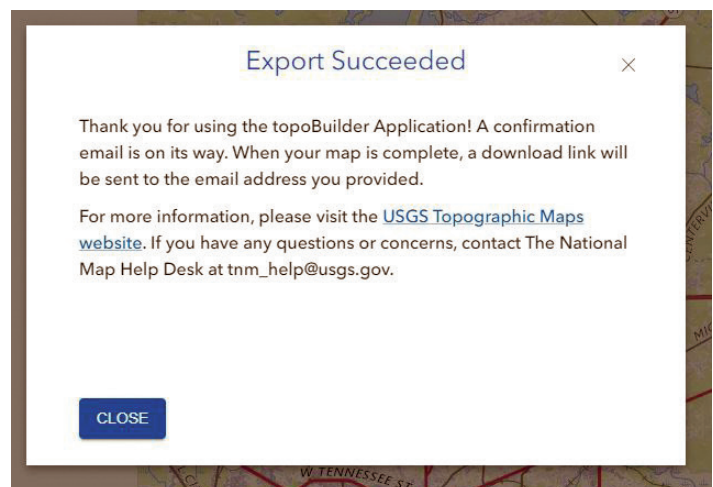 Export Succeeded
Thank you for using the topoBuilder Application! A confirmation
email is on its way. When your map is complete, a download link will
be sent to the email address you provided.
For more information, please visit the USGS Topographic Maps
website. If you have any questions or concerns, contact The National
Map Help Desk at tnm_help@usgs.gov.
CLOSE
W TENNESSEE ST